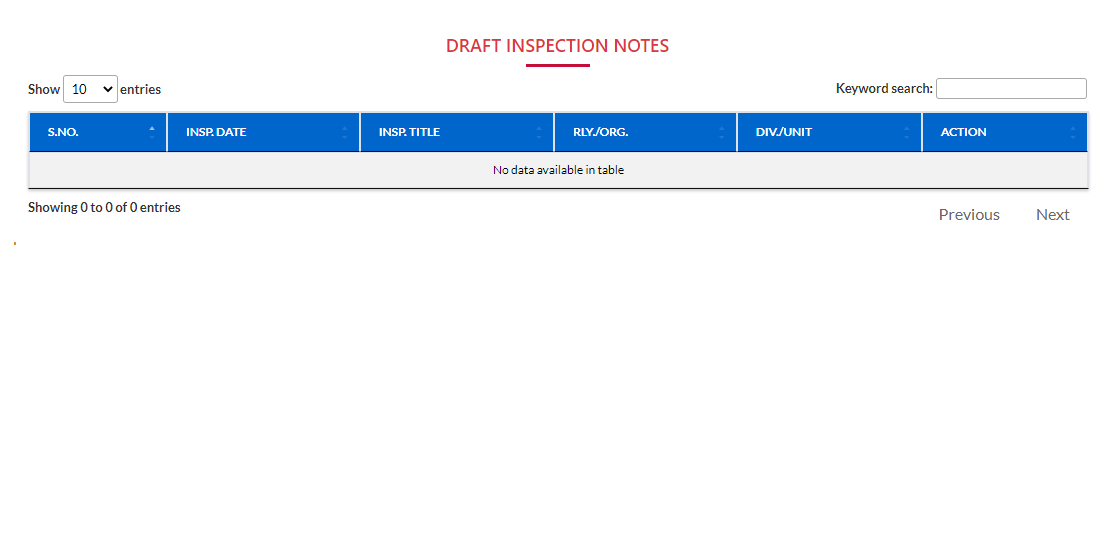 DRAFT INSPECTION NOTES
Show 10 entries
Keyword search:
S.NO. INSP. DATE INSP. TITLE RLY./ORG. DIV./UNIT ACTION
No data available in table
Showing 0 to 0 of 0 entries
Previous Next